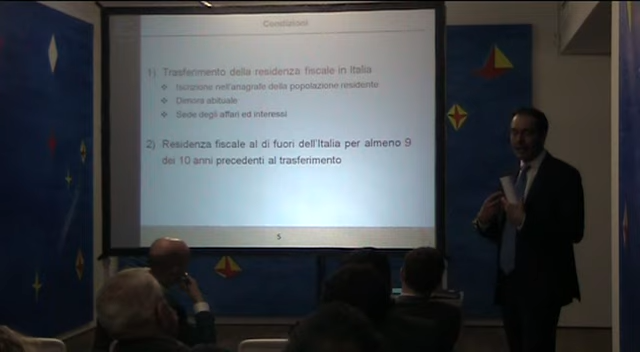 Condizioni
1) Trasferimento della residenza fiscale in Italia
❖ Iscrizione nell'anagrafe della popolazione residente
❖ Dimora abituale
❖ Sede degli affari ed interessi
2) Residenza fiscale al di fuori dell'Italia per almeno 9
dei 10 anni precedenti al trasferimento
5